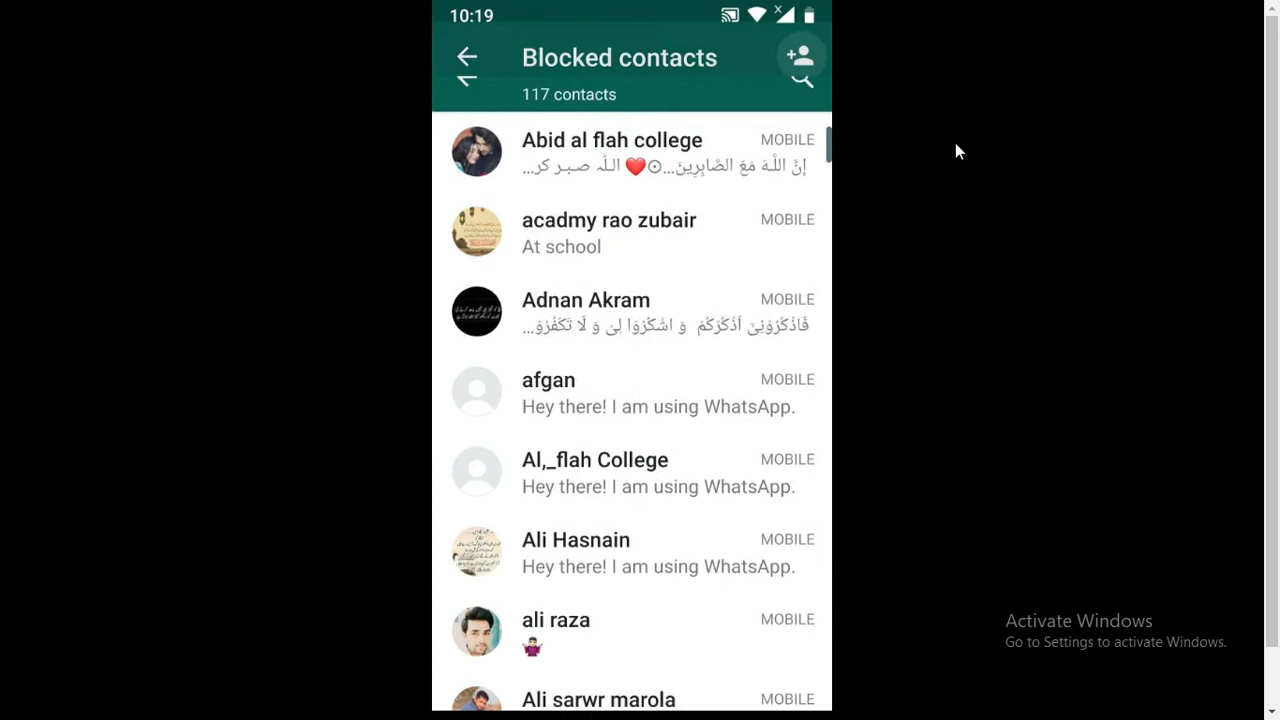 10:19
Blocked contacts
117 contacts
Abid al flah college MOBILE
إنَّ اللَّهَ مَعَ الصَّابِرِينَ...⊙❤️ اللّٰہ صبر کر...
acadmy rao zubair MOBILE
At school
Adnan Akram MOBILE
فَاذْكُرُوْنِیْۤ اَذْكُرْكُمْ وَ اشْكُرُوْا لِیْ وَ لَا تَكْفُرُوْ...
afgan MOBILE
Hey there! I am using WhatsApp.
Al,_flah College MOBILE
Hey there! I am using WhatsApp.
Ali Hasnain MOBILE
Hey there! I am using WhatsApp.
ali raza MOBILE
🤷🏻‍♂️
Ali sarwr marola MOBILE
Activate Windows
Go to Settings to activate Windows.